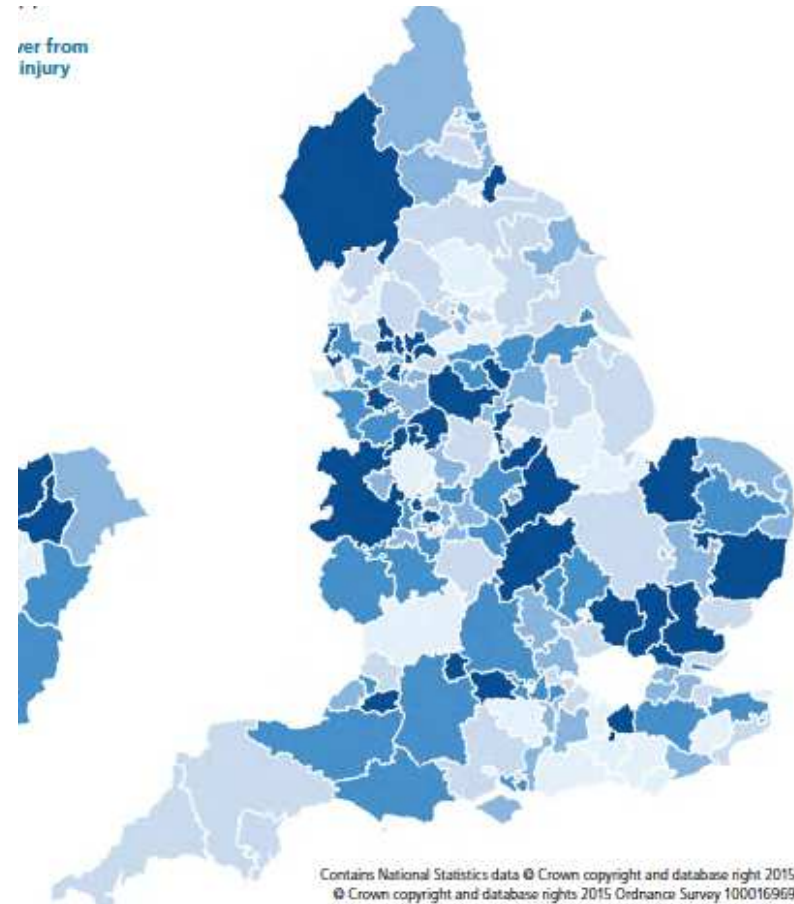 ver from
injury
Contains National Statistics data © Crown copyright and database right 2015
© Crown copyright and database rights 2015 Ordnance Survey 100016969